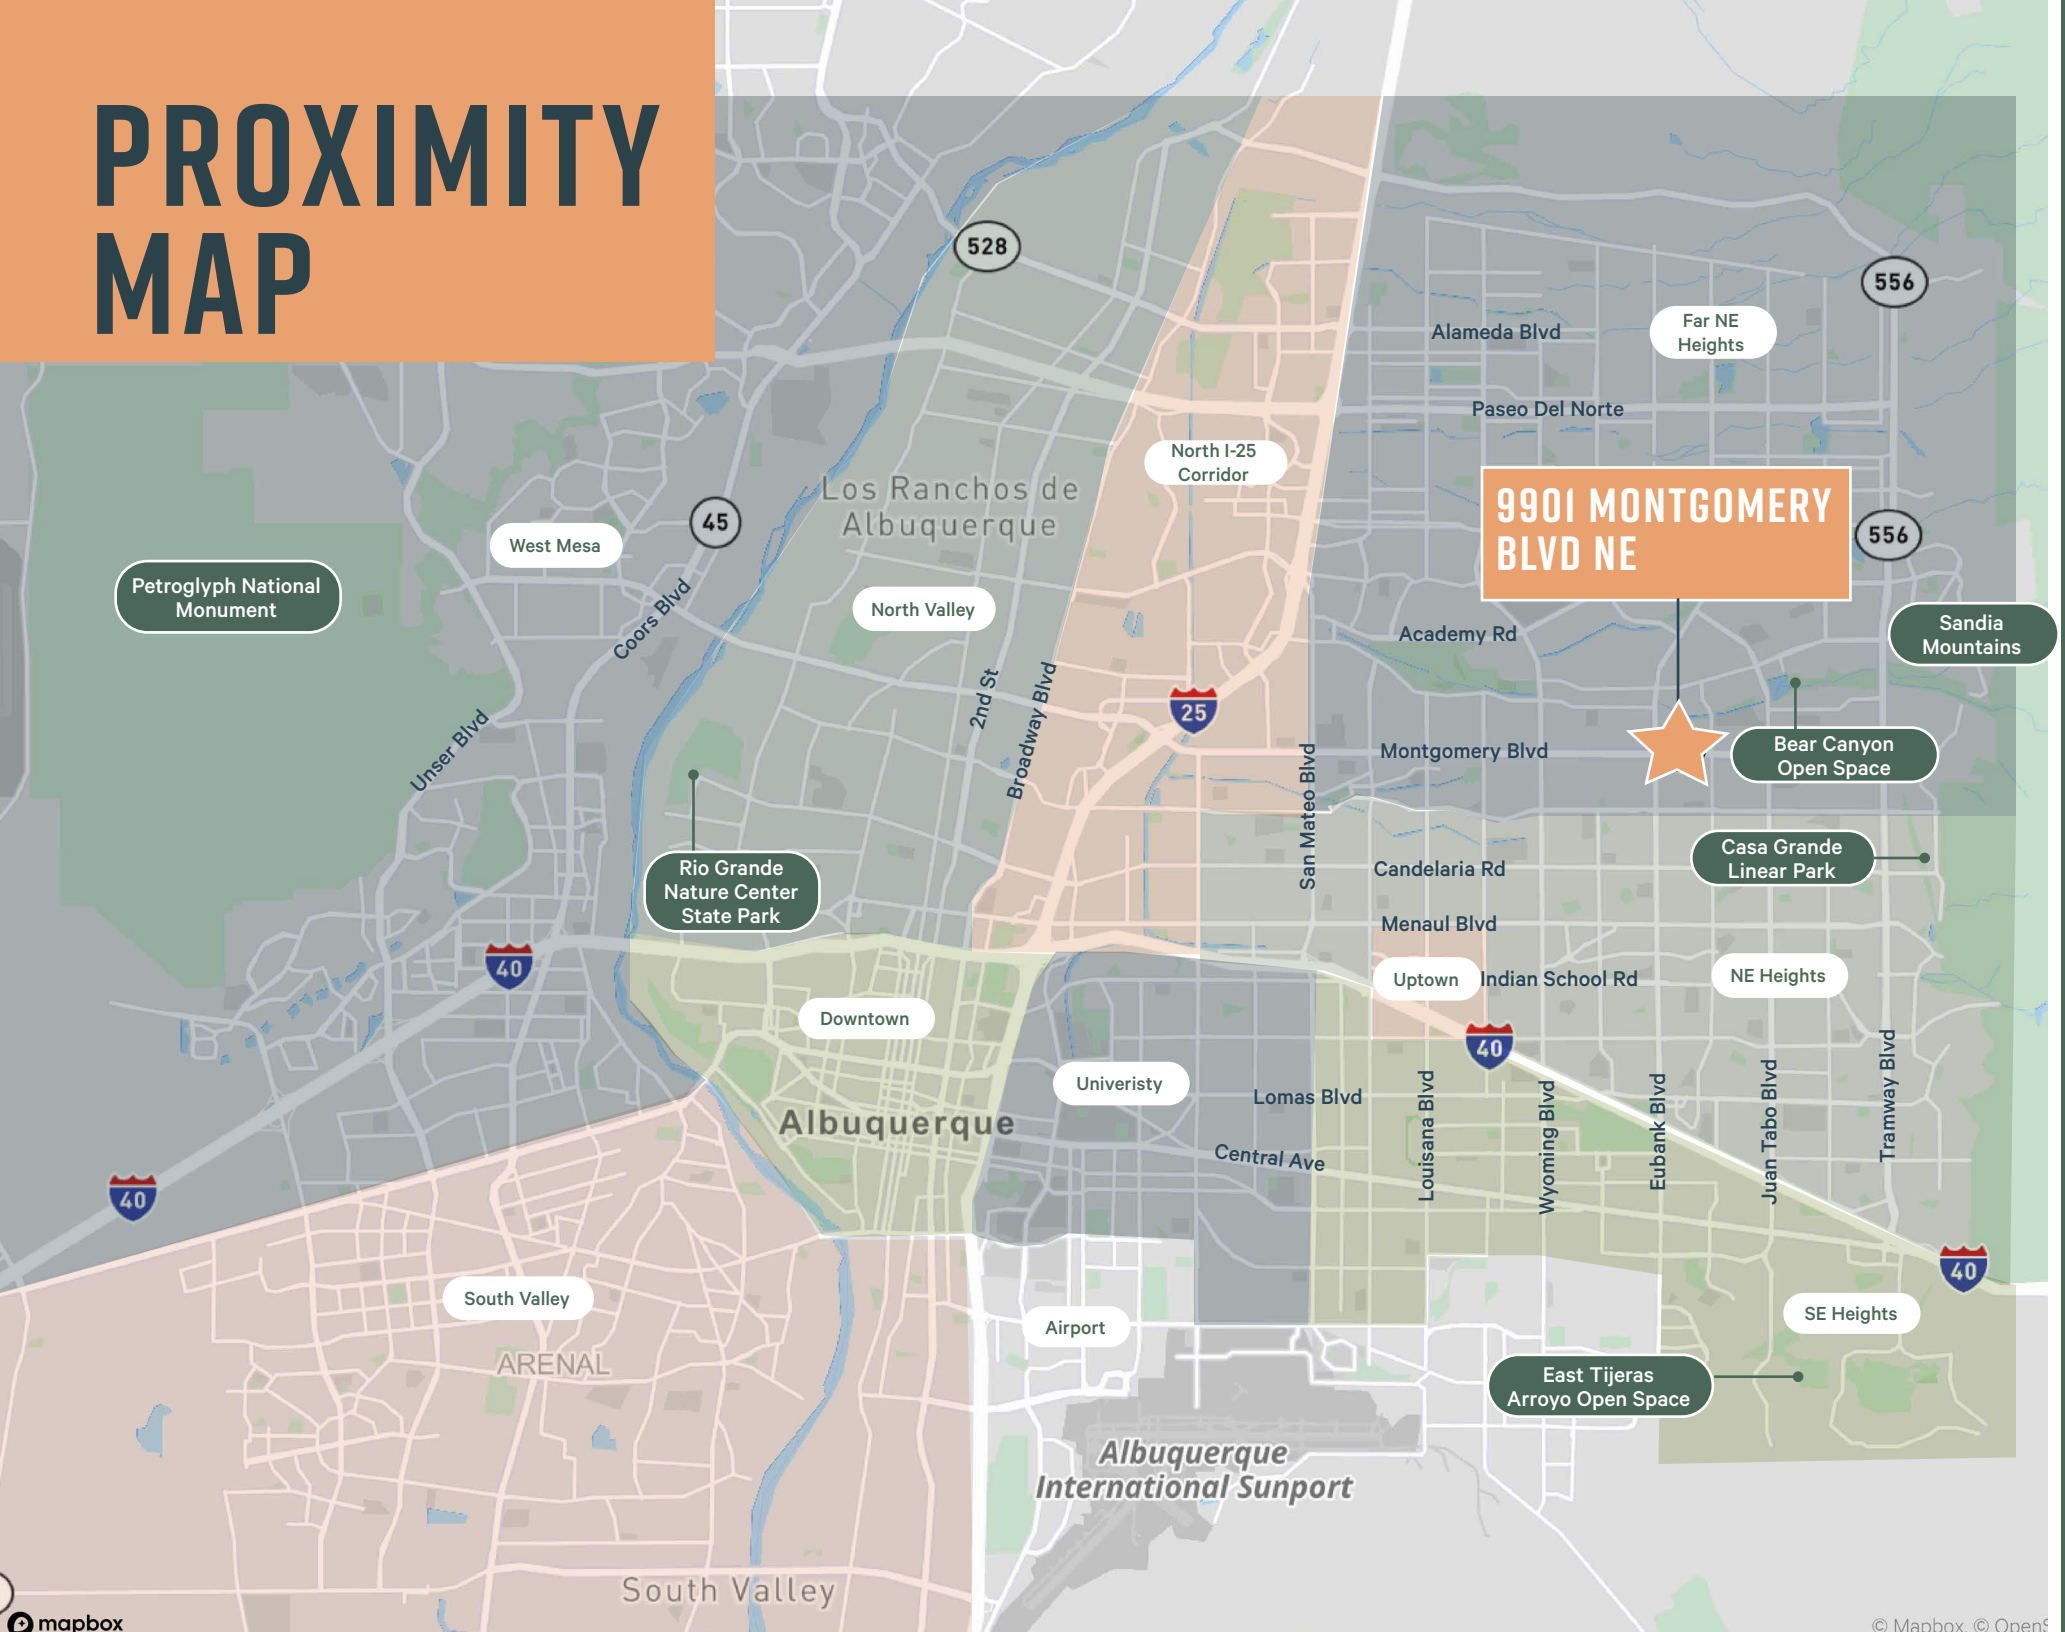 PROXIMITY
MAP
528
556
Alameda Blvd
Far NE
Heights
Paseo Del Norte
North I-25
Corridor
Los Ranchos de
Albuquerque
9901 MONTGOMERY
BLVD NE
45
556
West Mesa
Petroglyph National
Monument
Coors Blvd
North Valley
Academy Rd
Sandia
Mountains
2nd St
Broadway Blvd
25
Unser Blvd
San Mateo Blvd
Montgomery Blvd
Bear Canyon
Open Space
Rio Grande
Nature Center
State Park
Candelaria Rd
Casa Grande
Linear Park
Menaul Blvd
40
Uptown
Indian School Rd
NE Heights
Downtown
40
Univeristy
Lomas Blvd
Albuquerque
Central Ave
Louisana Blvd
Wyoming Blvd
Eubank Blvd
Juan Tabo Blvd
Tramway Blvd
40
40
South Valley
Airport
SE Heights
ARENAL
East Tijeras
Arroyo Open Space
Albuquerque
International Sunport
South Valley
mapbox
© Mapbox, © OpenS